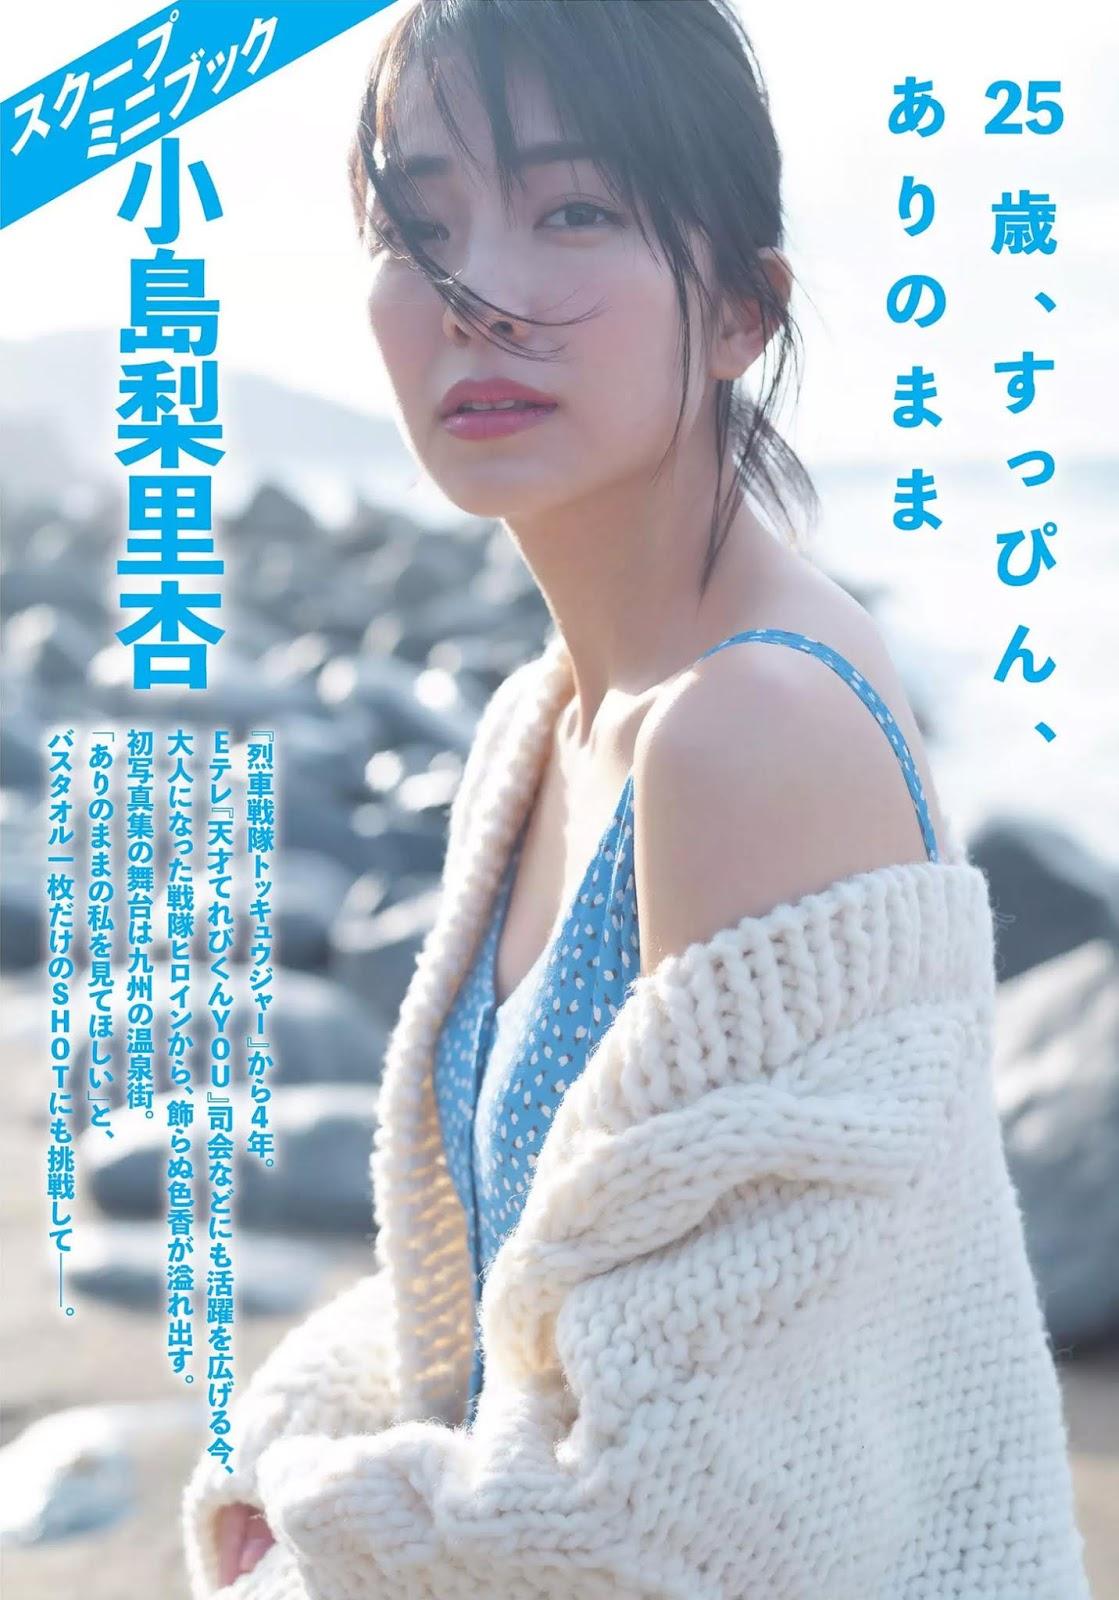 スクープ
ミニブック
25歳、すっぴん、
ありのまま
小島梨里杏
『烈車戦隊トッキュウジャー』から4年。
Eテレ『天才てれびくんYOU』司会などにも活躍を広げる今、
大人になった戦隊ヒロインから、飾らぬ色香が溢れ出す。
初写真集の舞台は九州の温泉街。
「ありのままの私を見てほしい」と、
バスタオル一枚だけのSHOTにも挑戦して――。